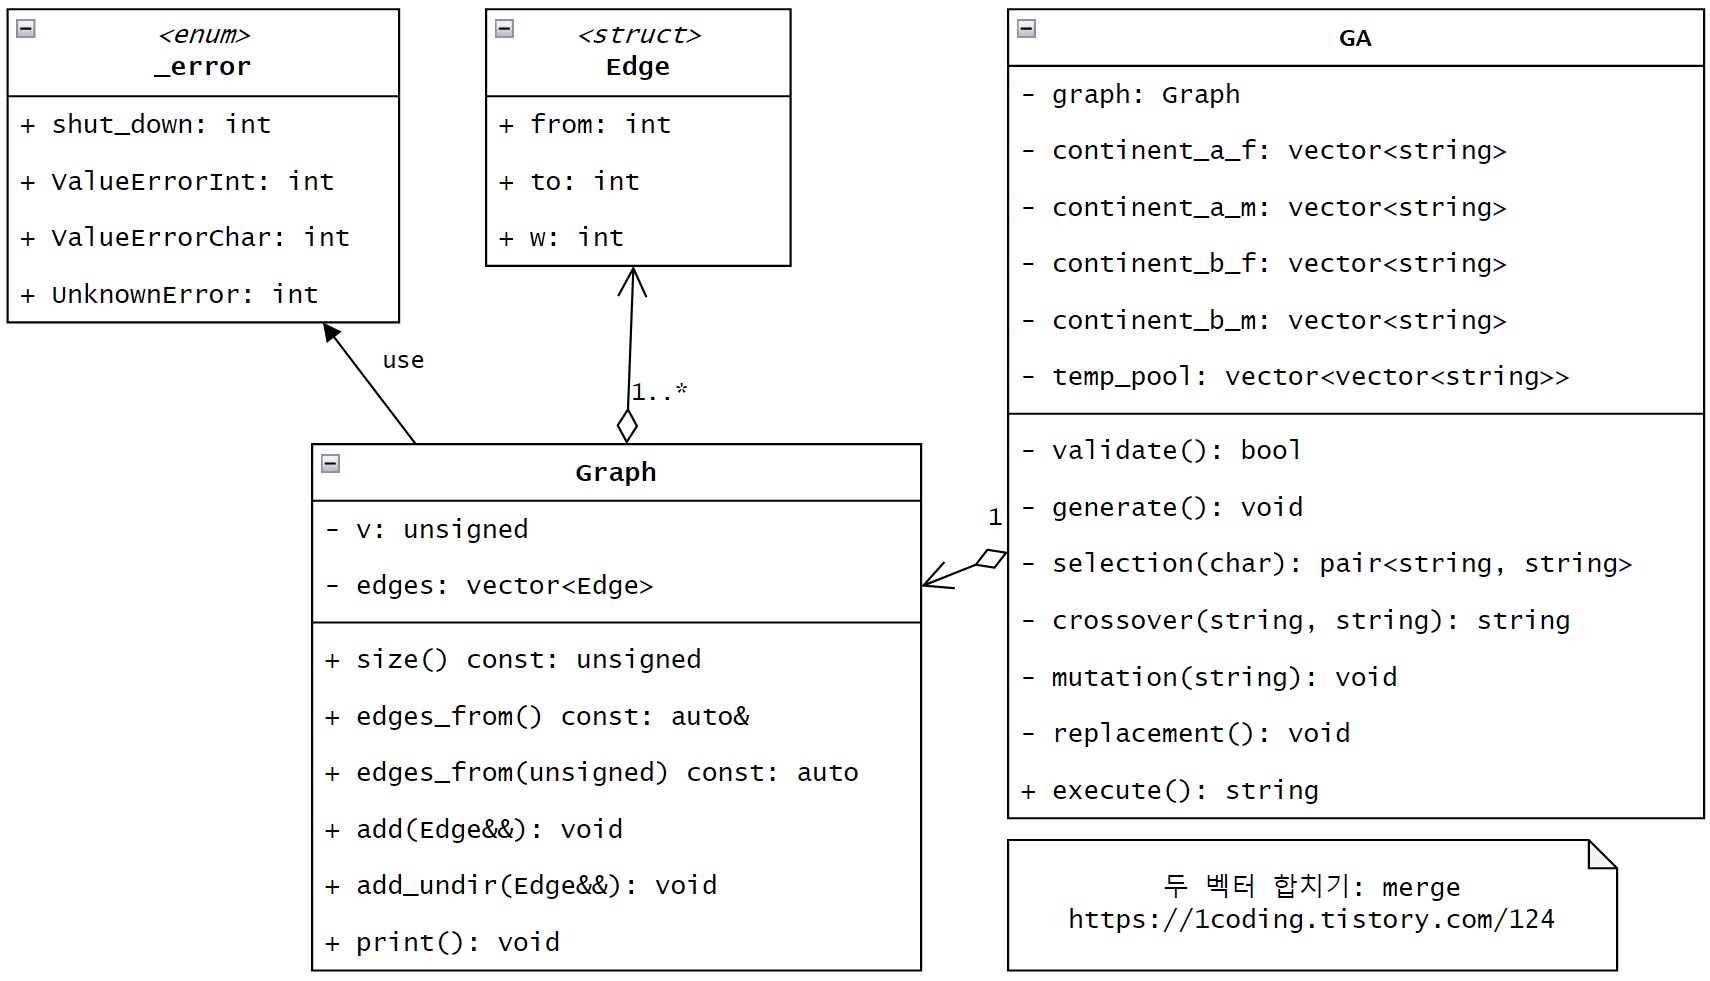 <enum>
_error
+ shut_down: int
+ ValueErrorInt: int
+ ValueErrorChar: int
+ UnknownError: int
<struct>
Edge
+ from: int
+ to: int
+ w: int
GA
- graph: Graph
- continent_a_f: vector<string>
- continent_a_m: vector<string>
- continent_b_f: vector<string>
- continent_b_m: vector<string>
- temp_pool: vector<vector<string>>
- validate(): bool
- generate(): void
- selection(char): pair<string, string>
- crossover(string, string): string
- mutation(string): void
- replacement(): void
+ execute(): string
use
1..*
1
Graph
- v: unsigned
- edges: vector<Edge>
+ size() const: unsigned
+ edges_from() const: auto&
+ edges_from(unsigned) const: auto
+ add(Edge&&): void
+ add_undir(Edge&&): void
+ print(): void
두 벡터 합치기: merge
https://1coding.tistory.com/124